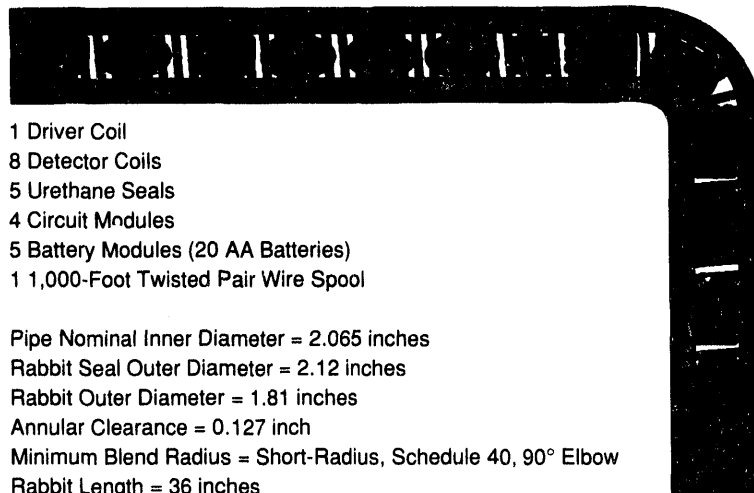 1 Driver Coil
8 Detector Coils
5 Urethane Seals
4 Circuit Modules
5 Battery Modules (20 AA Batteries)
1 1,000-Foot Twisted Pair Wire Spool
Pipe Nominal Inner Diameter = 2.065 inches
Rabbit Seal Outer Diameter = 2.12 inches
Rabbit Outer Diameter = 1.81 inches
Annular Clearance = 0.127 inch
Minimum Blend Radius = Short-Radius, Schedule 40, 90° Elbow
Rabbit Length = 36 inches